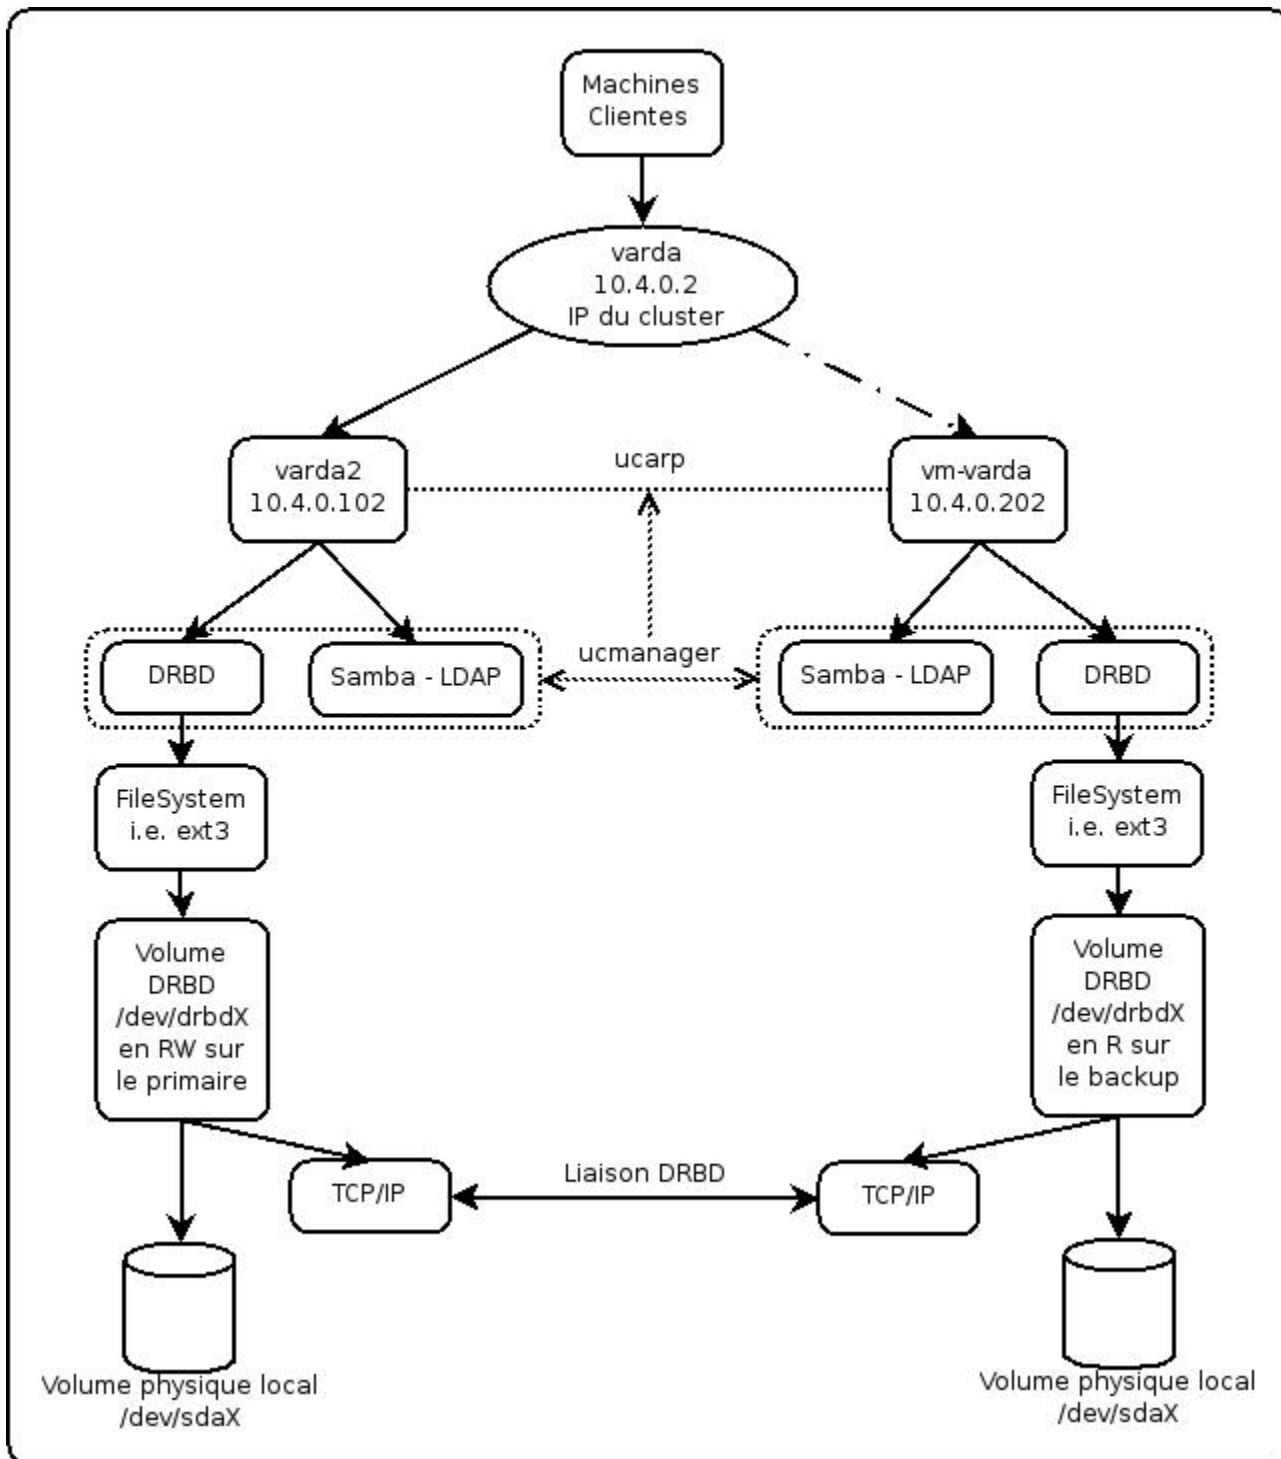 Machines
Clientes
varda
10.4.0.2
IP du cluster
varda2
10.4.0.102
ucarp
vm-varda
10.4.0.202
DRBD
Samba - LDAP
ucmanager
Samba - LDAP
DRBD
FileSystem
i.e. ext3
FileSystem
i.e. ext3
Volume
DRBD
/dev/drbdX
en RW sur
le primaire
Volume
DRBD
/dev/drbdX
en R sur
le backup
TCP/IP
Liaison DRBD
TCP/IP
Volume physique local
/dev/sdaX
Volume physique local
/dev/sdaX